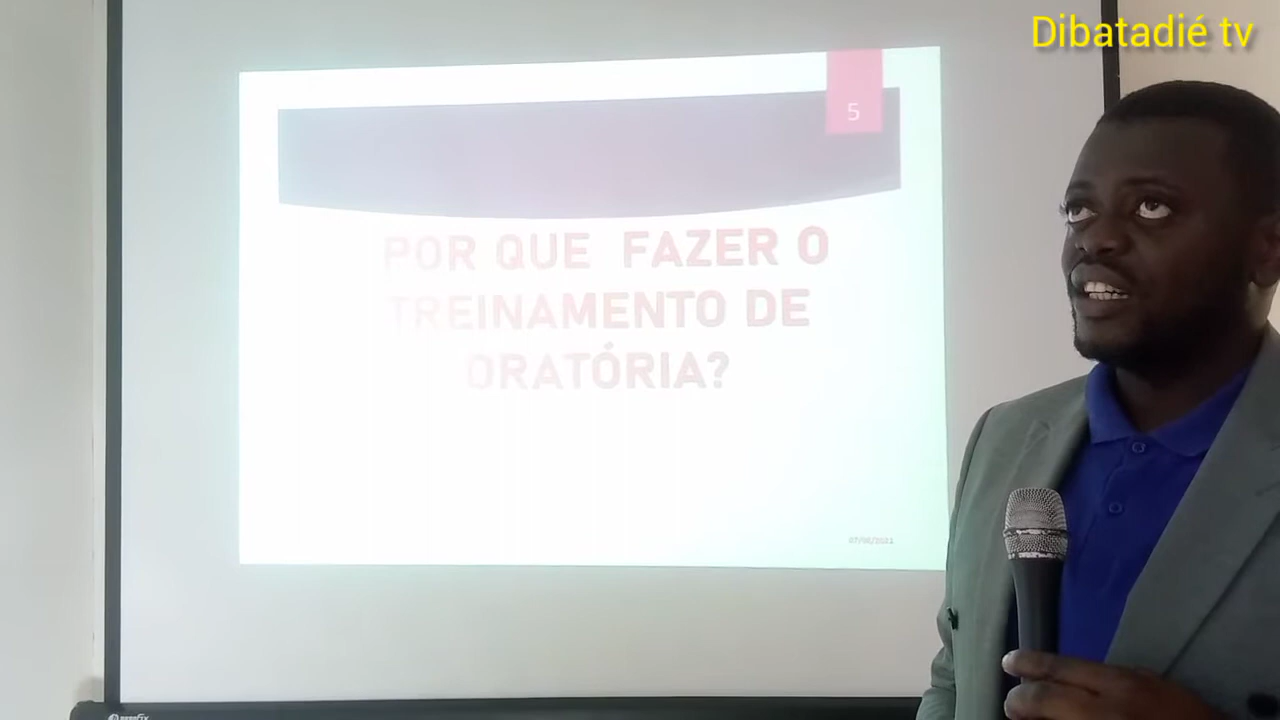 Dibatadié tv
5
POR QUE FAZER O
TREINAMENTO DE
ORATÓRIA?